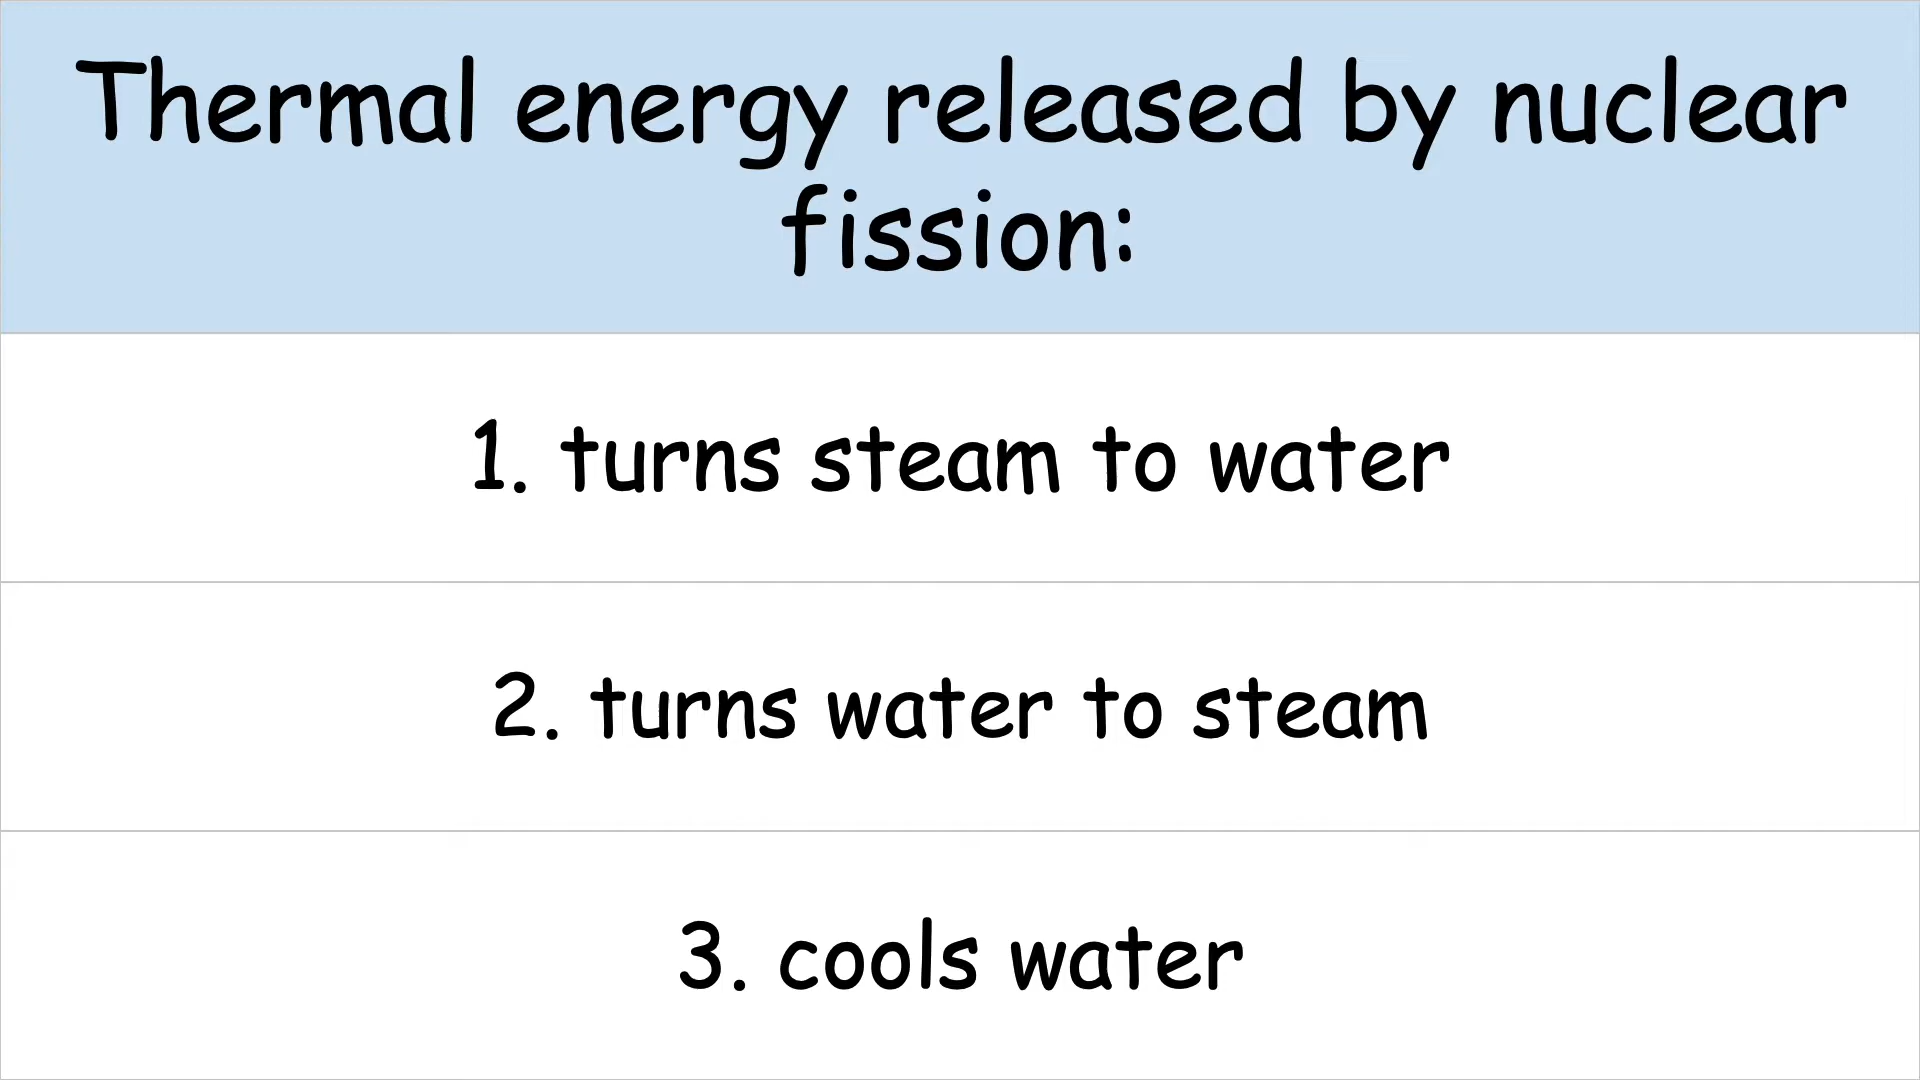 Thermal energy released by nuclear
fission:
1. turns steam to water
2. turns water to steam
3. cools water